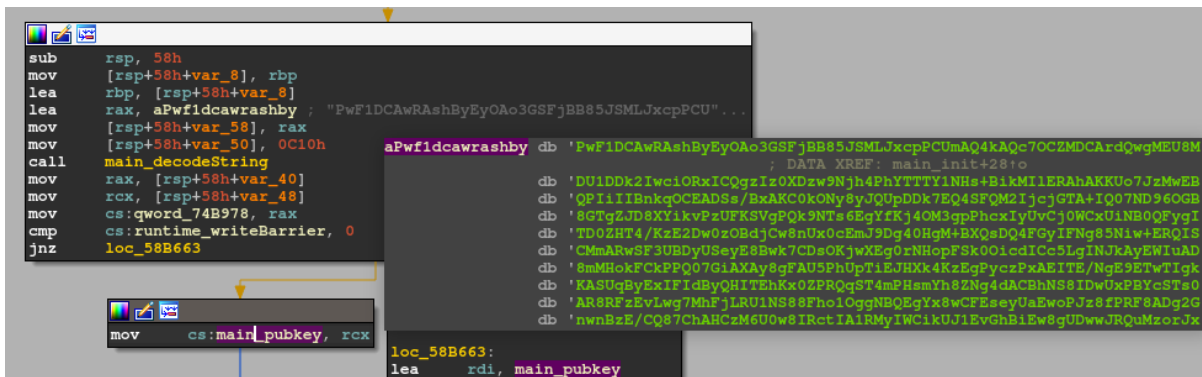 sub     rsp, 58h
mov     [rsp+58h+var_8], rbp
lea     rbp, [rsp+58h+var_8]
lea     rax, aPwf1dcawrashby ; "PwF1DCAwRAshByEyOAo3GSFjBB85JSMLJxcpPCU"...
mov     [rsp+58h+var_58], rax
mov     [rsp+58h+var_50], 0C10h
call    main_decodeString
mov     rax, [rsp+58h+var_40]
mov     rcx, [rsp+58h+var_48]
mov     cs:qword_74B978, rax
cmp     cs:runtime_writeBarrier, 0
jnz     loc_58B663
aPwf1dcawrashby db 'PwF1DCAwRAshByEyOAo3GSFjBB85JSMLJxcpPCUmAQ4kAQc7OCZMDCArdQwgMEU8M
; DATA XREF: main_init+28↑o
db 'DU1DDk2IwciORxICQgzIz0XDzw9Njh4PhYTTTY1NHs+BikMIlERAhAKKUo7JzMwEB
db 'QPIiIIBnkqOCEADSs/BxAKC0kONy8yJQUpDDk7EQ4SFQM2IjcjGTA+IQ07ND96OGB
db '8GTgZJD8XYikvPzUFKSVgPQk9NTs6EgYfKj4OM3gpPhcxIyUvCj0WCxUiNB0QFygI
db 'TD0ZHT4/KzE2Dw0zOBdjCw8nUx0cEmJ9Dg40HgM+BXQsDQ4FGyIFNg85Niw+ERQIS
db 'CMmARwSF3UBDyUSeyE8Bwk7CDsOKjwXEg0rNHopFSk0OicdICc5LgINJkAyEWIuAD
db '8mMHokFCkPPQ07GiAXAy8gFAU5PhUpTiEJHXk4KzEgPyczPxAEITE/NgE9ETwTIgk
db 'KASUqByExIFIdByQHITEhKx0ZPRQqST4mPHsmYh8ZNg4dACBhNS8IDwUxPBYcSTs0
db 'AR8RFzEvLwg7MhFjLRU1NS88Fho1OggNBQEgYx8wCFEseyUaEwoPJz8fPRF8ADg2G
db 'nwnBzE/CQ87ChAHCzM6U0w8IRctIA1RMyIWCikUJ1EvGhBiEw8gUDwwJRQuMzorJx
mov     cs:main_pubkey, rcx
loc_58B663:
lea     rdi, main_pubkey